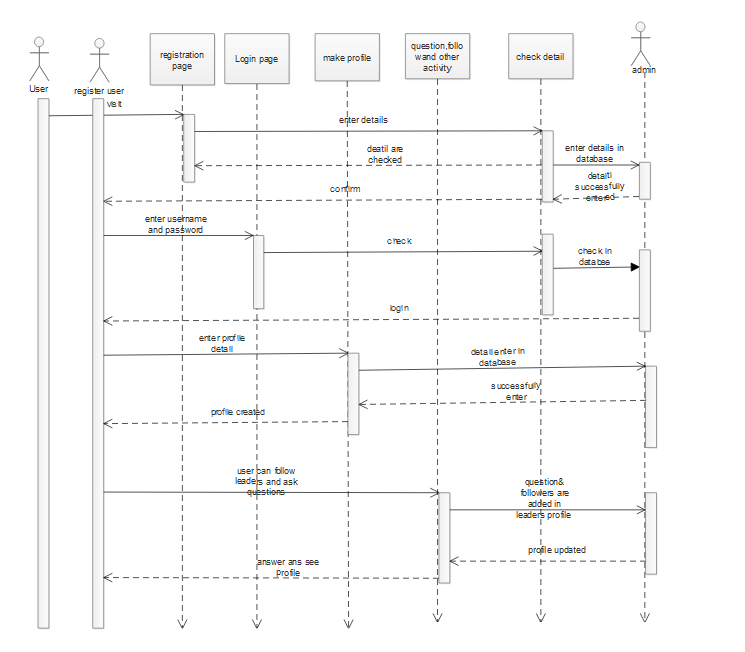 User
register user
registration
page
Login page
make profile
question,follo
wand other
activity
check detail
admin
visit
enter details
deatil are
checked
enter details in
database
detailti
successfully
entered
confirm
enter username
and password
check
check in
databse
login
enter profile
detail
detail enter in
database
successfully
enter
profile created
user can follow
leaders and ask
questions
question&
followers are
added in
leaders profile
profile updated
answer ans see
profile